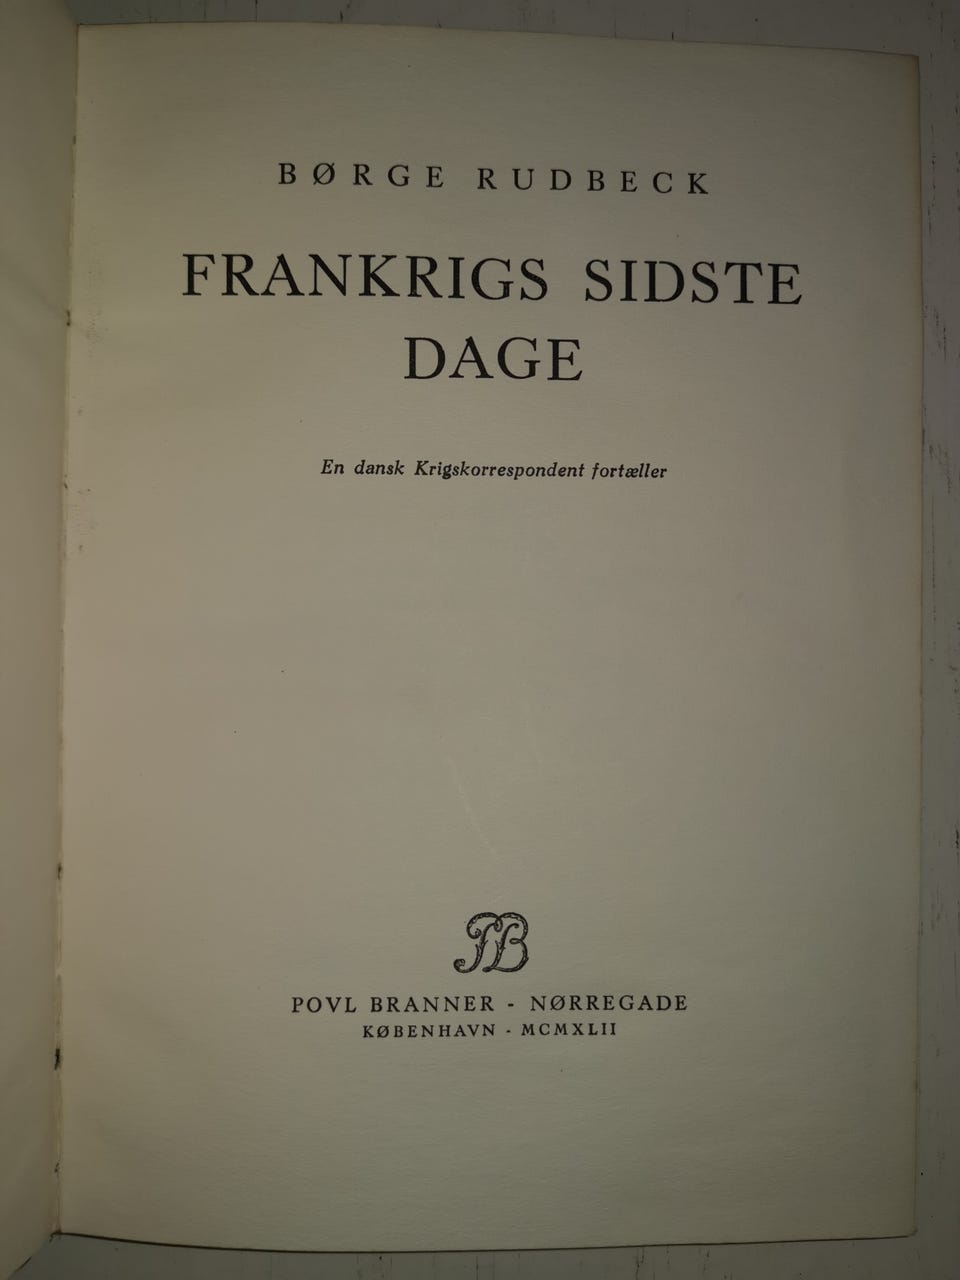 BØRGE RUDBECK
FRANKRIGS SIDSTE
DAGE
En dansk Krigskorrespondent fortæller
PB
POVL BRANNER - NØRREGADE
KØBENHAVN - MCMXLII